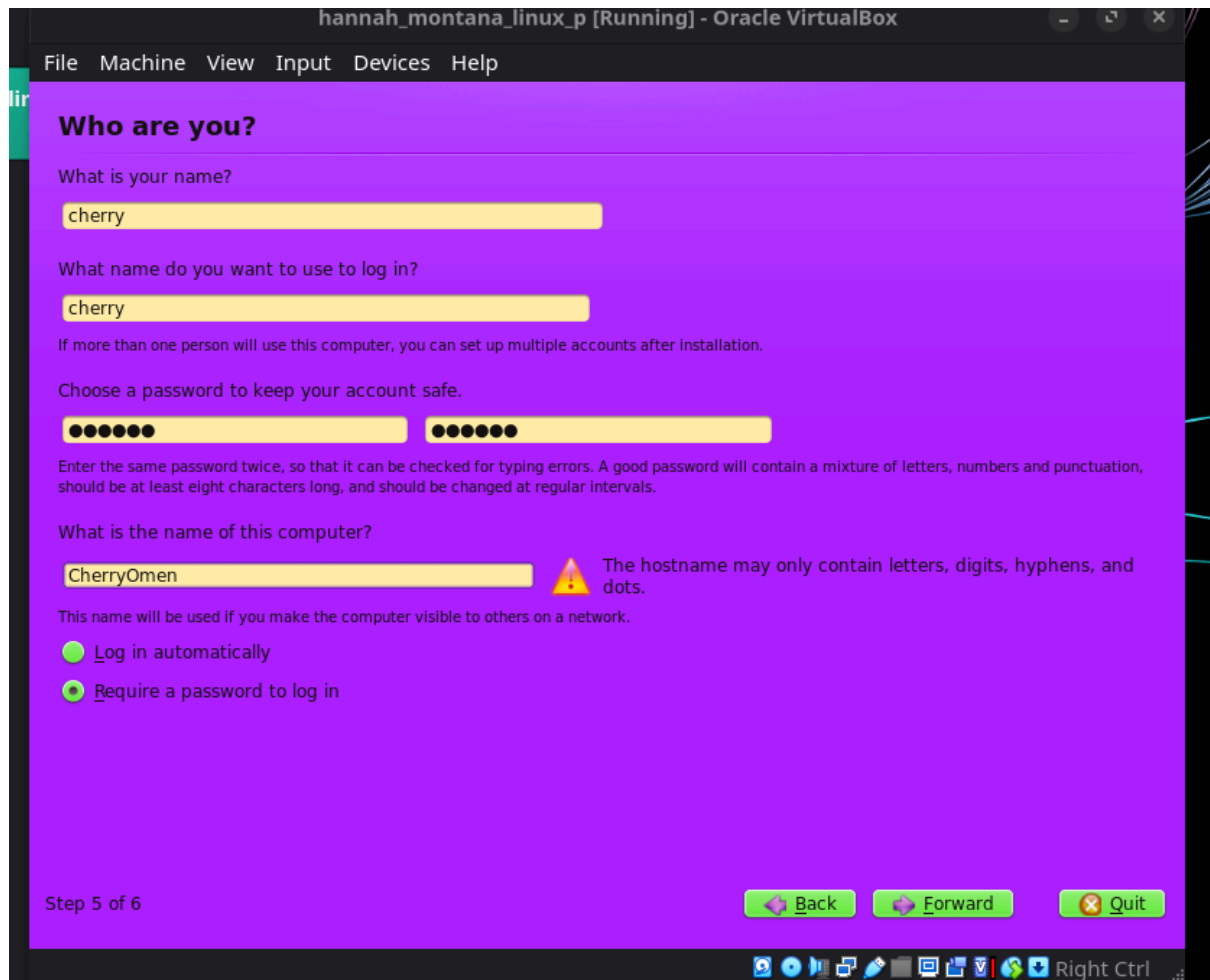 hannah_montana_linux_p [Running] - Oracle VirtualBox
File Machine View Input Devices Help
lir
Who are you?
What is your name?
cherry
What name do you want to use to log in?
cherry
If more than one person will use this computer, you can set up multiple accounts after installation.
Choose a password to keep your account safe.
●●●●●● ●●●●●●
Enter the same password twice, so that it can be checked for typing errors. A good password will contain a mixture of letters, numbers and punctuation,
should be at least eight characters long, and should be changed at regular intervals.
What is the name of this computer?
CherryOmen
The hostname may only contain letters, digits, hyphens, and
dots.
This name will be used if you make the computer visible to others on a network.
Log in automatically
Require a password to log in
Step 5 of 6
Back Forward Quit
Right Ctrl